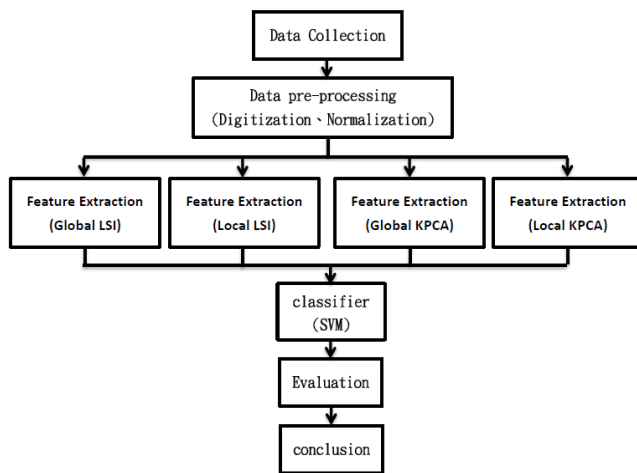 Data Collection
Data pre-processing
(Digitization、Normalization)
Feature Extraction
(Global LSI)
Feature Extraction
(Local LSI)
Feature Extraction
(Global KPCA)
Feature Extraction
(Local KPCA)
classifier
(SVM)
Evaluation
conclusion